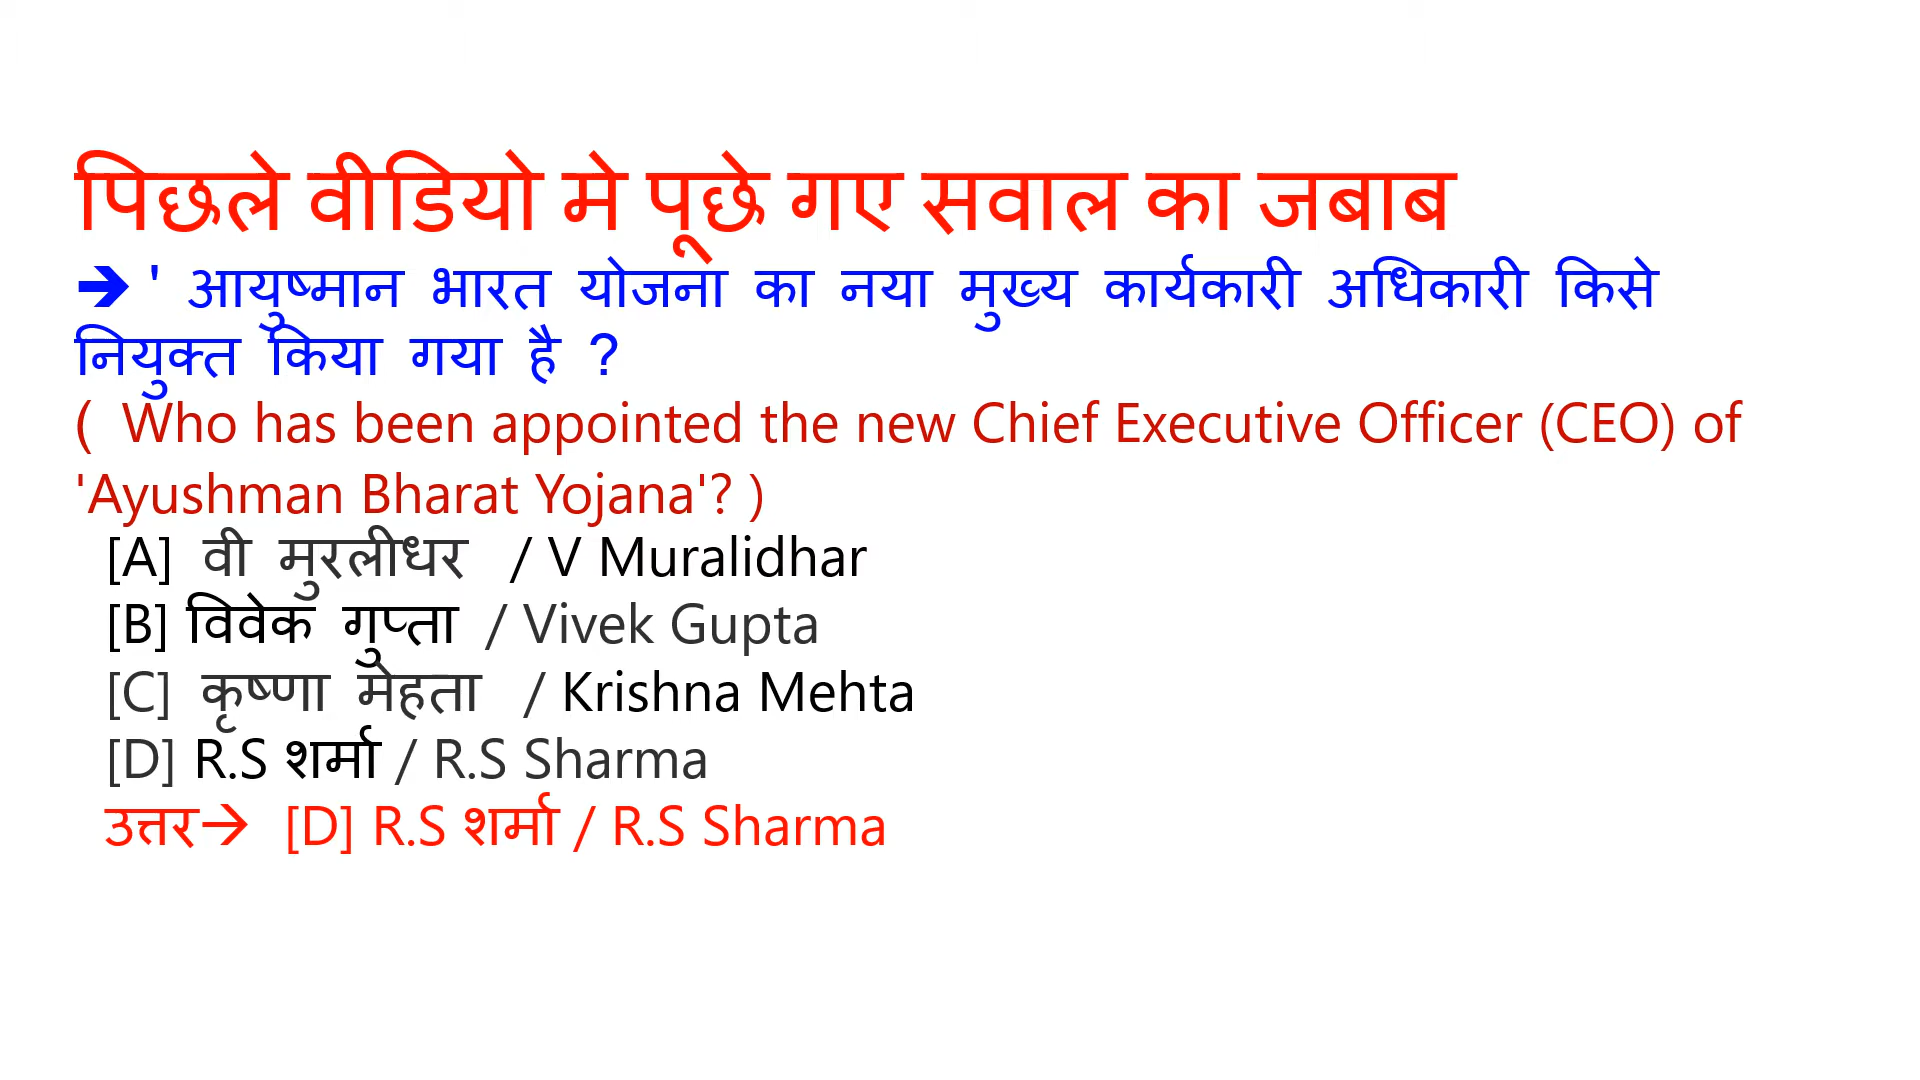 पिछले वीडियो मे पूछे गए सवाल का जबाब
➔ ' आयुष्मान भारत योजना का नया मुख्य कार्यकारी अधिकारी किसे
नियुक्त किया गया है ?
( Who has been appointed the new Chief Executive Officer (CEO) of
'Ayushman Bharat Yojana'? )
[A] वी मुरलीधर / V Muralidhar
[B] विवेक गुप्ता / Vivek Gupta
[C] कृष्णा मेहता / Krishna Mehta
[D] R.S शर्मा / R.S Sharma
उत्तर→ [D] R.S शर्मा / R.S Sharma